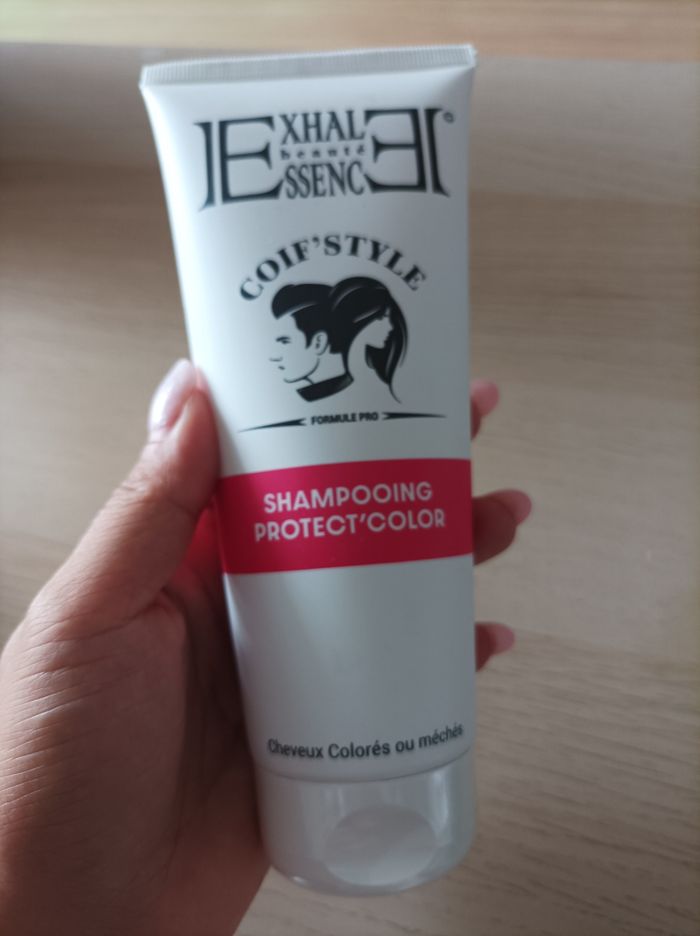 EXHALE
beauté
ESSENCE
COIF'STYLE
FORMULE PRO
SHAMPOOING
PROTECT'COLOR
Cheveux Colorés ou méchés